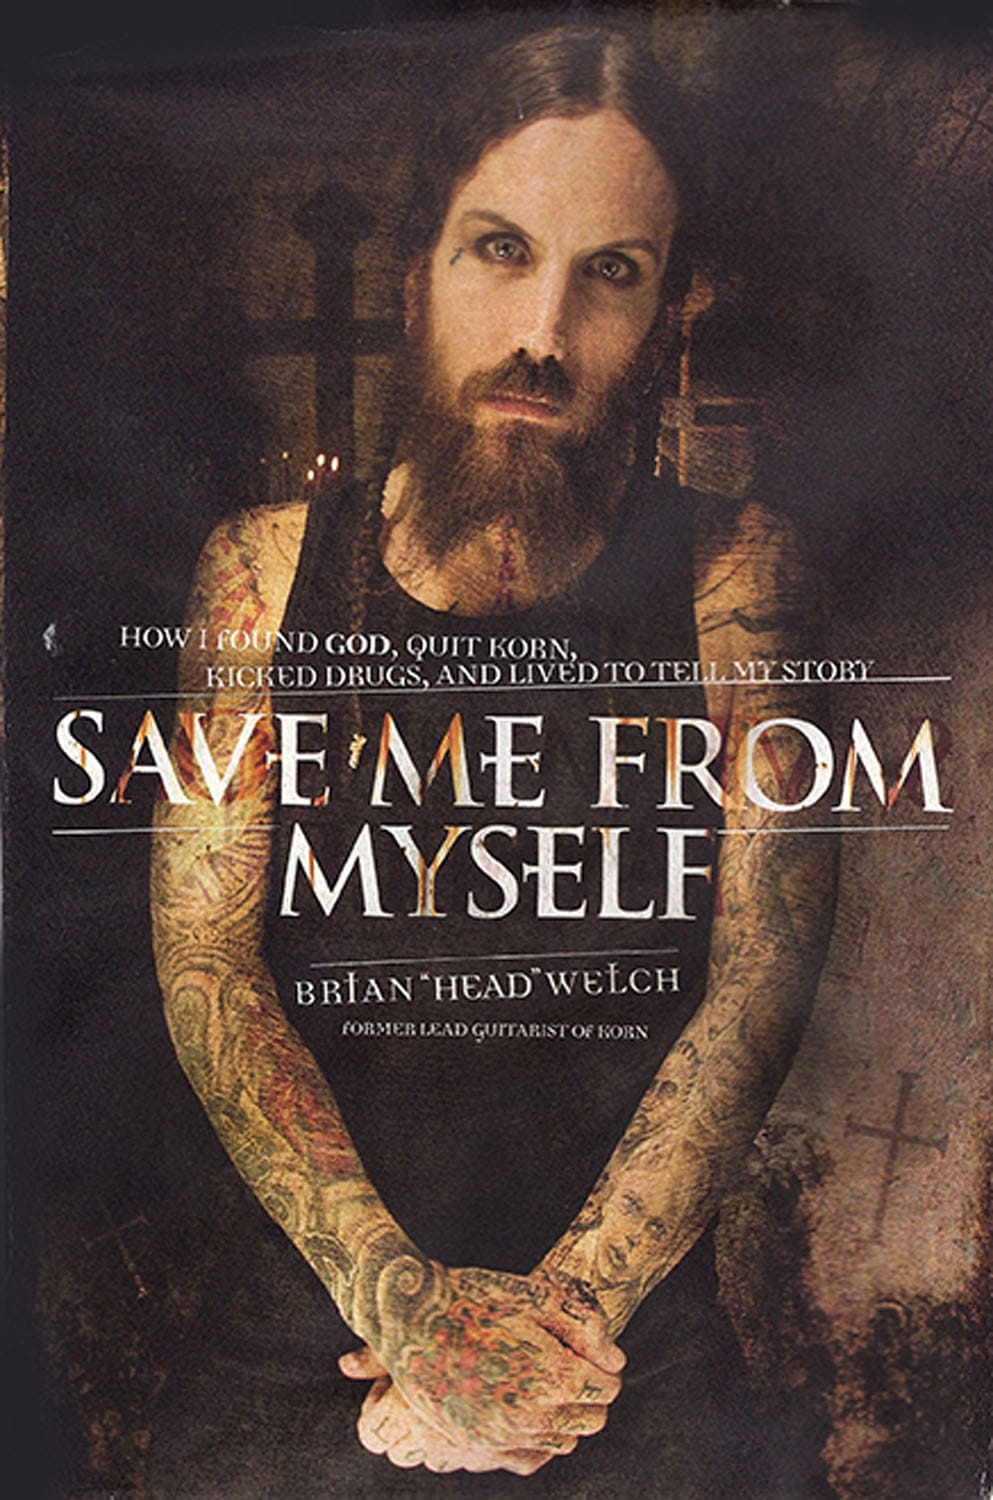 HOW I FOUND GOD, QUIT KORN,
KICKED DRUGS, AND LIVED TO TELL MY STORY
SAVE ME FROM
MYSELF
BRIAN "HEAD" WELCH
FORMER LEAD GUITARIST OF KORN